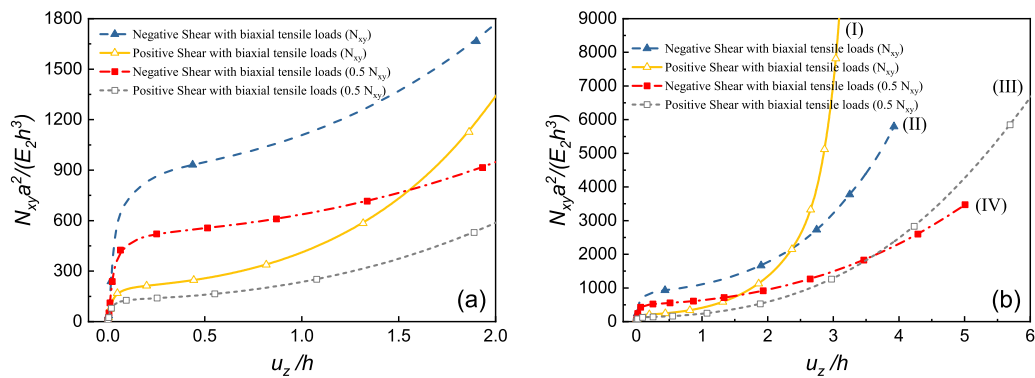 1800
1500
1200
900
600
300
0
0.0 0.5 1.0 1.5 2.0
N_xy a^2/(E_2h^3)
u_z/h
Negative Shear with biaxial tensile loads (N_xy)
Positive Shear with biaxial tensile loads (N_xy)
Negative Shear with biaxial tensile loads (0.5 N_xy)
Positive Shear with biaxial tensile loads (0.5 N_xy)
(a)
9000
8000
7000
6000
5000
4000
3000
2000
1000
0
0 1 2 3 4 5 6
N_xy a^2/(E_2h^3)
u_z/h
Negative Shear with biaxial tensile loads (N_xy)
Positive Shear with biaxial tensile loads (N_xy)
Negative Shear with biaxial tensile loads (0.5 N_xy)
Positive Shear with biaxial tensile loads (0.5 N_xy)
(I)
(II)
(III)
(IV)
(b)